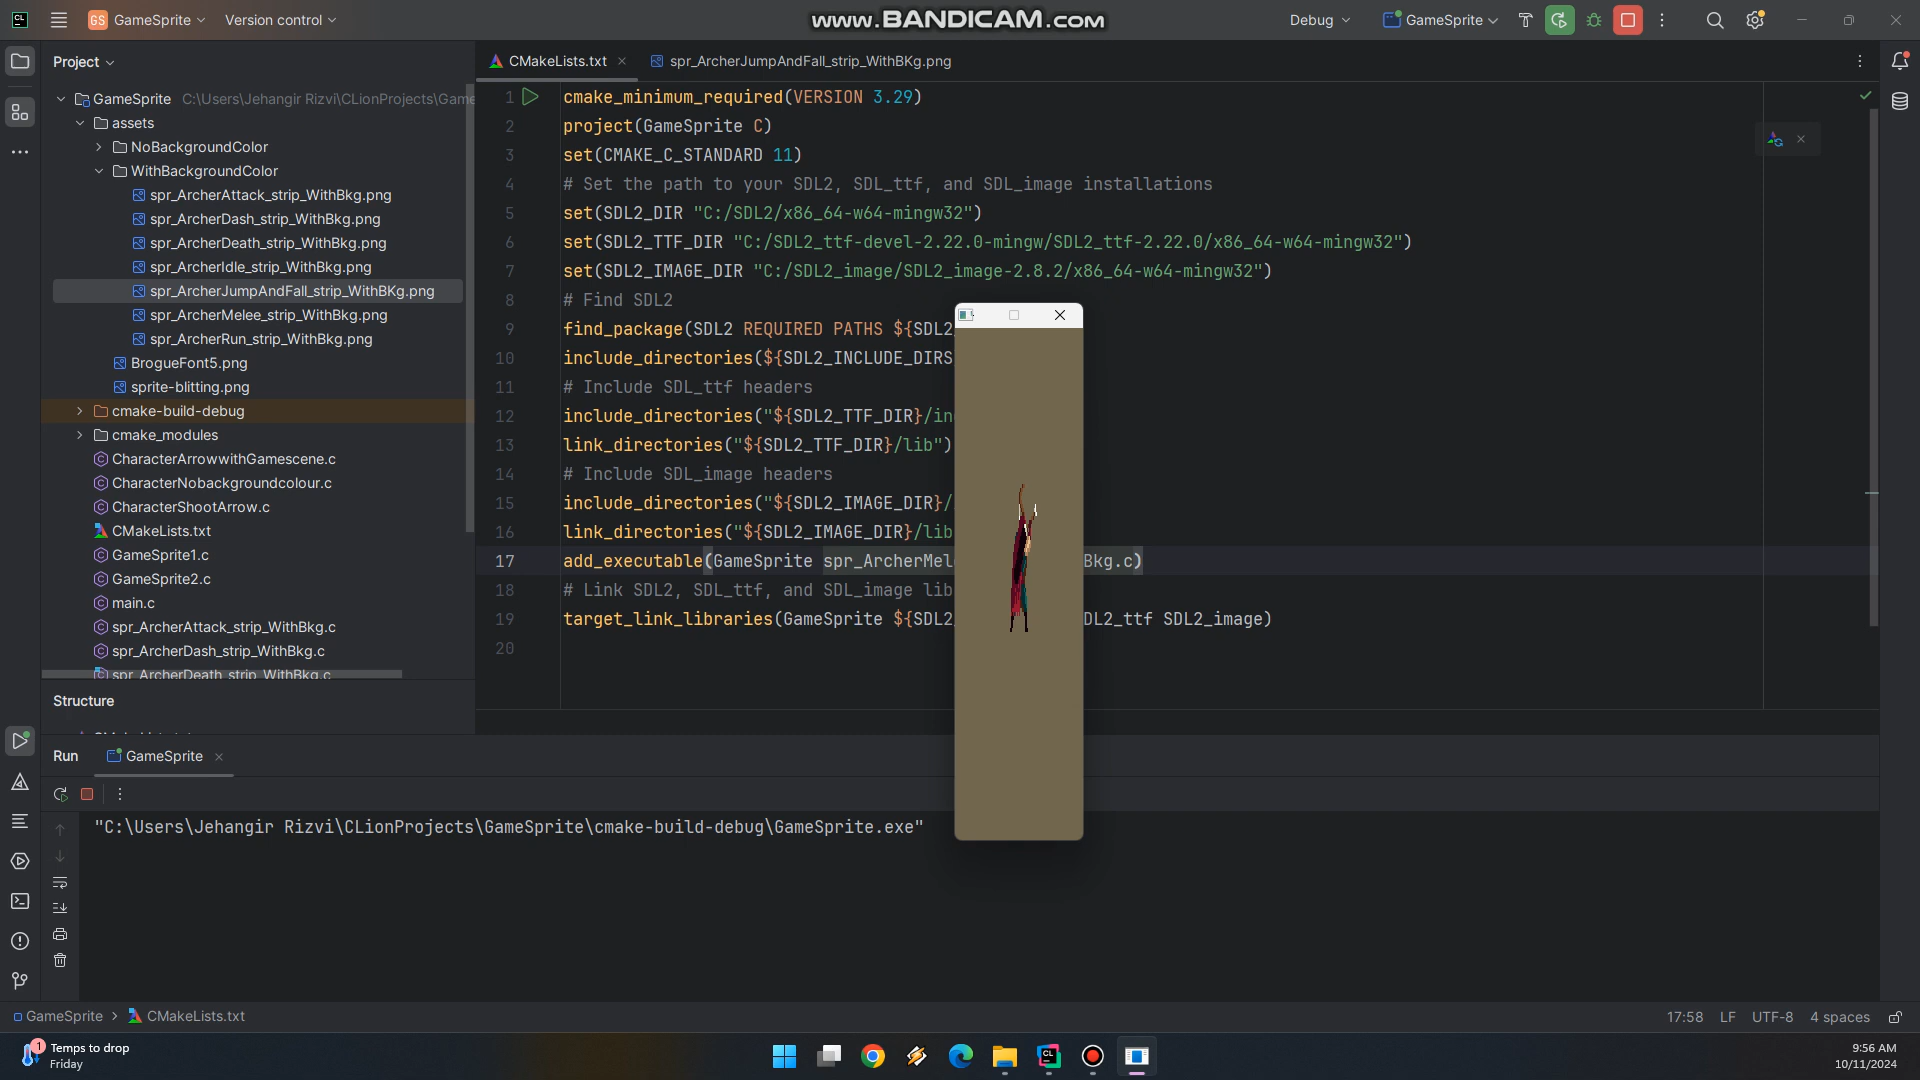 GS GameSprite Version control
www.BANDICAM.com
Debug GameSprite
Project
CMakeLists.txt spr_ArcherJumpAndFall_strip_WithBKg.png
GameSprite C:\Users\Jehangir Rizvi\CLionProjects\Game
assets
NoBackgroundColor
WithBackgroundColor
spr_ArcherAttack_strip_WithBkg.png
spr_ArcherDash_strip_WithBkg.png
spr_ArcherDeath_strip_WithBkg.png
spr_ArcherIdle_strip_WithBkg.png
spr_ArcherJumpAndFall_strip_WithBKg.png
spr_ArcherMelee_strip_WithBkg.png
spr_ArcherRun_strip_WithBkg.png
BrogueFont5.png
sprite-blitting.png
cmake-build-debug
cmake_modules
CharacterArrowwithGamescene.c
CharacterNobackgroundcolour.c
CharacterShootArrow.c
CMakeLists.txt
GameSprite1.c
GameSprite2.c
main.c
spr_ArcherAttack_strip_WithBkg.c
spr_ArcherDash_strip_WithBkg.c
spr_ArcherDeath_strip_WithBkg.c
Structure
1 cmake_minimum_required(VERSION 3.29)
2 project(GameSprite C)
3 set(CMAKE_C_STANDARD 11)
4 # Set the path to your SDL2, SDL_ttf, and SDL_image installations
5 set(SDL2_DIR "C:/SDL2/x86_64-w64-mingw32")
6 set(SDL2_TTF_DIR "C:/SDL2_ttf-devel-2.22.0-mingw/SDL2_ttf-2.22.0/x86_64-w64-mingw32")
7 set(SDL2_IMAGE_DIR "C:/SDL2_image/SDL2_image-2.8.2/x86_64-w64-mingw32")
8 # Find SDL2
9 find_package(SDL2 REQUIRED PATHS ${SDL2_
10 include_directories(${SDL2_INCLUDE_DIRS
11 # Include SDL_ttf headers
12 include_directories("${SDL2_TTF_DIR}/in
13 link_directories("${SDL2_TTF_DIR}/lib")
14 # Include SDL_image headers
15 include_directories("${SDL2_IMAGE_DIR}/
16 link_directories("${SDL2_IMAGE_DIR}/lib
17 add_executable(GameSprite spr_ArcherMel Bkg.c)
18 # Link SDL2, SDL_ttf, and SDL_image lib
19 target_link_libraries(GameSprite ${SDL2_ DL2_ttf SDL2_image)
20
Run GameSprite
"C:\Users\Jehangir Rizvi\CLionProjects\GameSprite\cmake-build-debug\GameSprite.exe"
GameSprite > CMakeLists.txt
17:58 LF UTF-8 4 spaces
1
Temps to drop
Friday
9:56 AM
10/11/2024